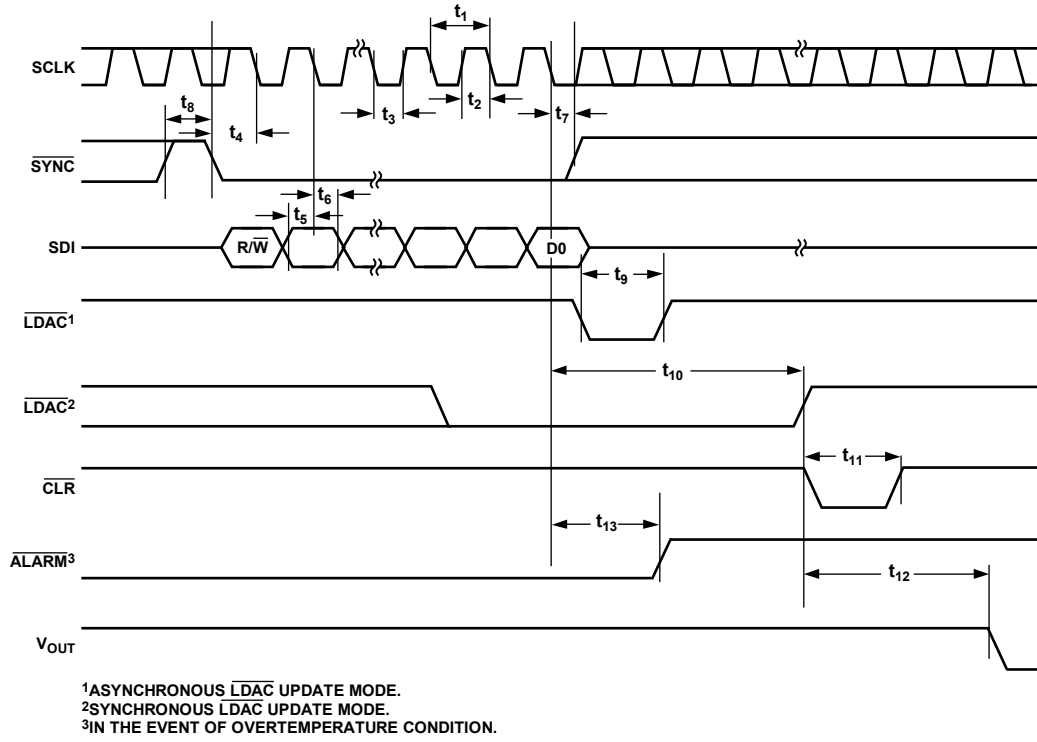 t1
SCLK
t8
t4
t3
t2
t7
SYNC
t6
t5
SDI
R/W
D0
t9
LDAC1
t10
LDAC2
t11
CLR
t13
ALARM3
t12
VOUT
1ASYNCHRONOUS LDAC UPDATE MODE.
2SYNCHRONOUS LDAC UPDATE MODE.
3IN THE EVENT OF OVERTEMPERATURE CONDITION.